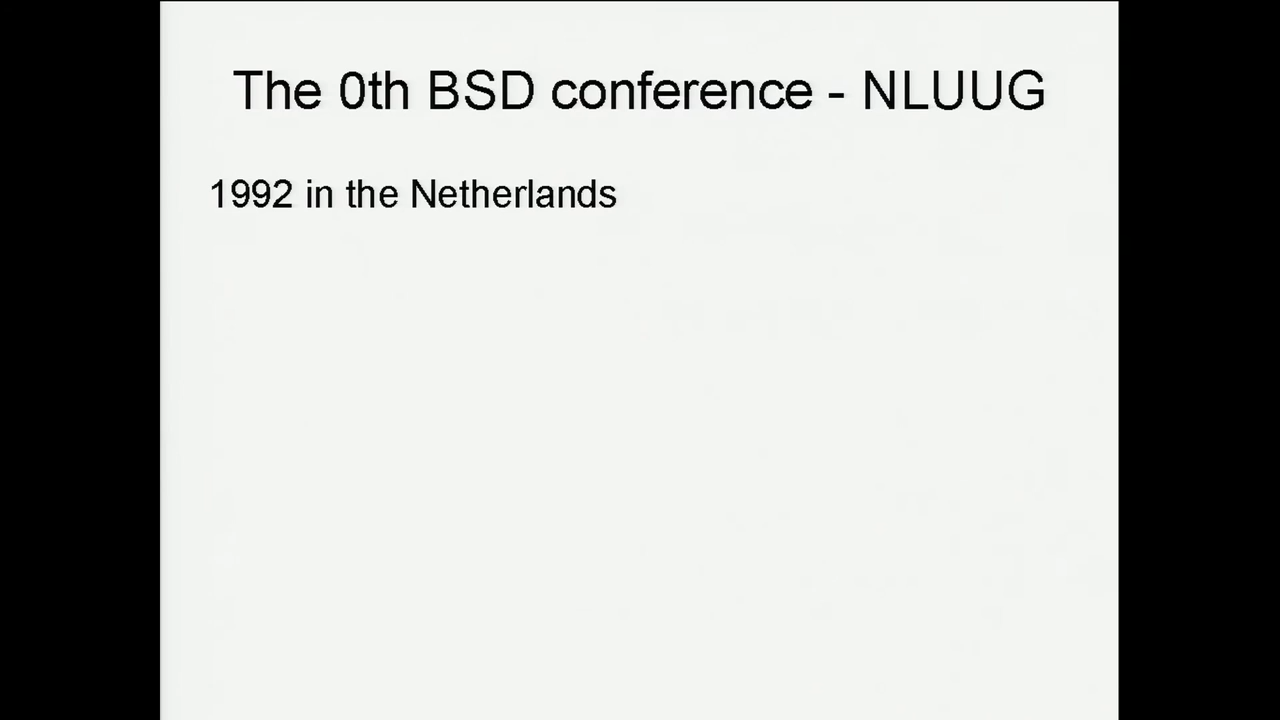 The 0th BSD conference - NLUUG
1992 in the Netherlands